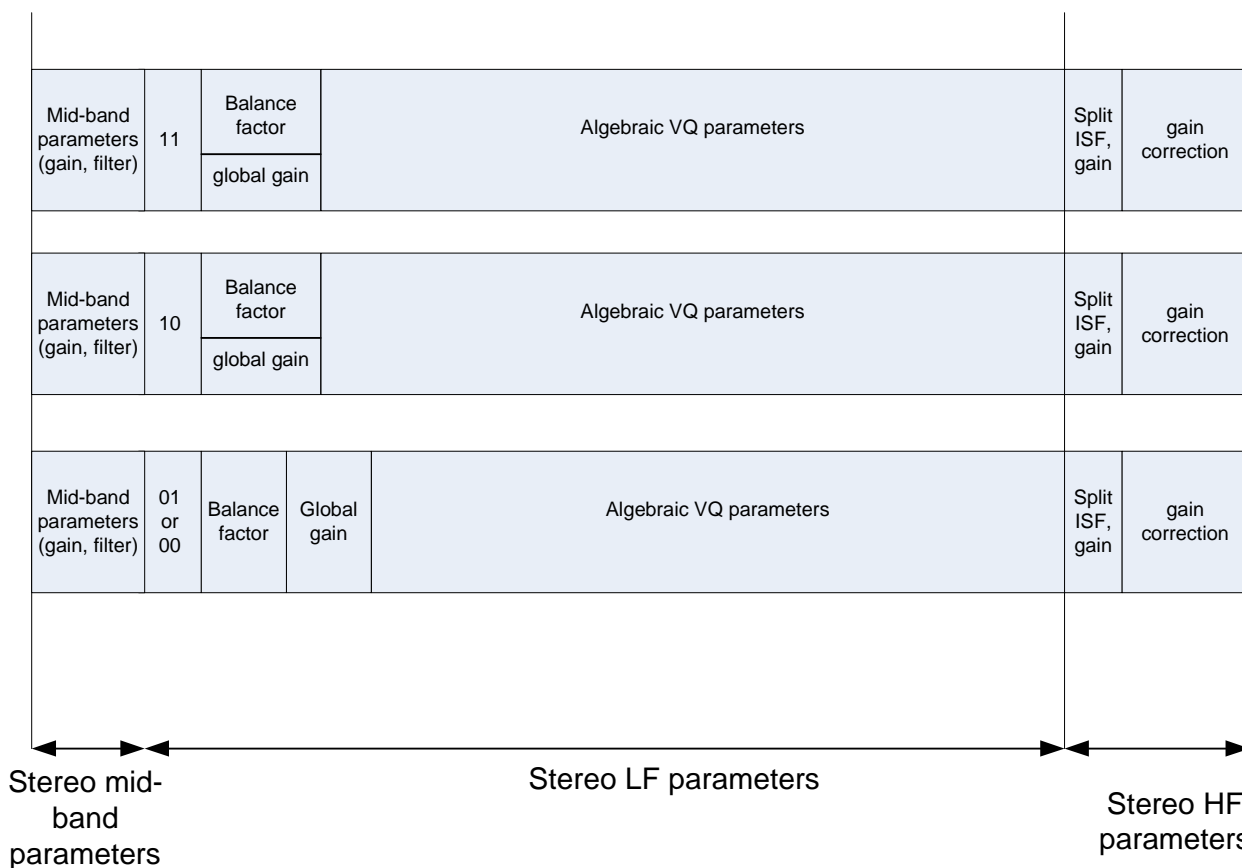 Mid-band
parameters
(gain, filter)
11
Balance
factor
global gain
Algebraic VQ parameters
Split
ISF,
gain
gain
correction
Mid-band
parameters
(gain, filter)
10
Balance
factor
global gain
Algebraic VQ parameters
Split
ISF,
gain
gain
correction
Mid-band
parameters
(gain, filter)
01
or
00
Balance
factor
Global
gain
Algebraic VQ parameters
Split
ISF,
gain
gain
correction
Stereo mid-
band
parameters
Stereo LF parameters
Stereo HF
parameters